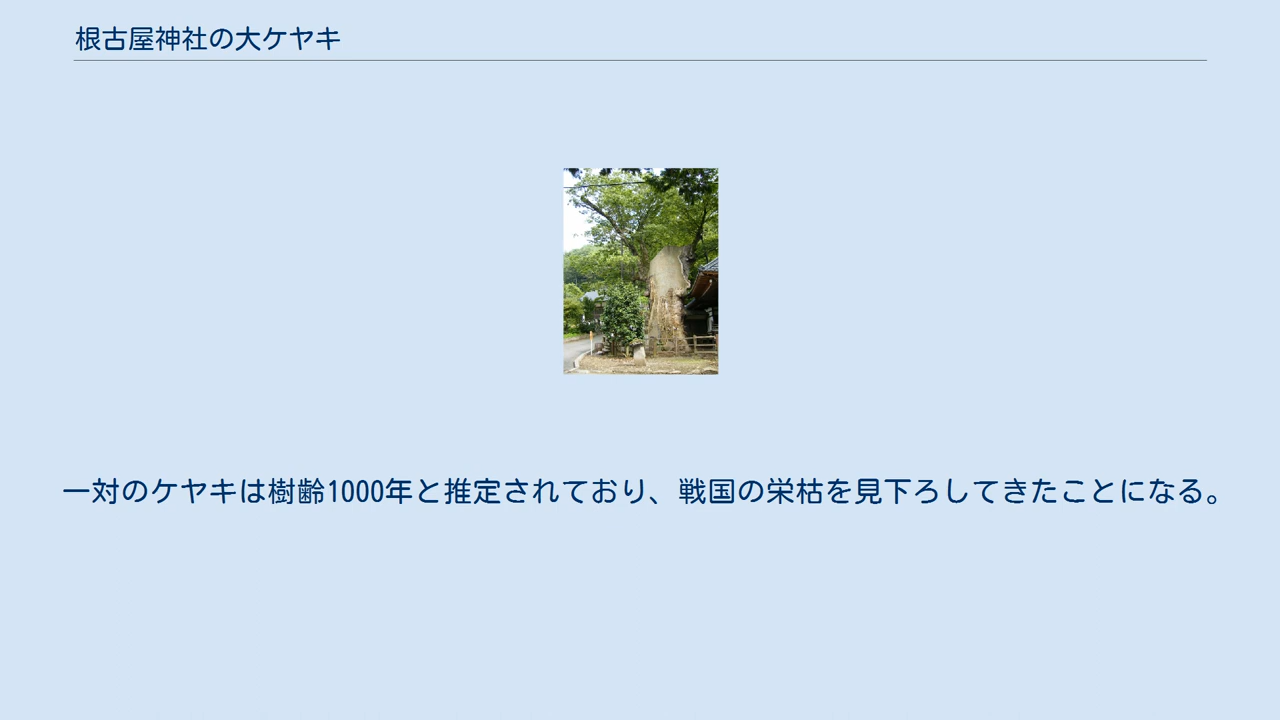 根古屋神社の大ケヤキ
一対のケヤキは樹齢1000年と推定されており、戦国の栄枯を見下ろしてきたことになる。